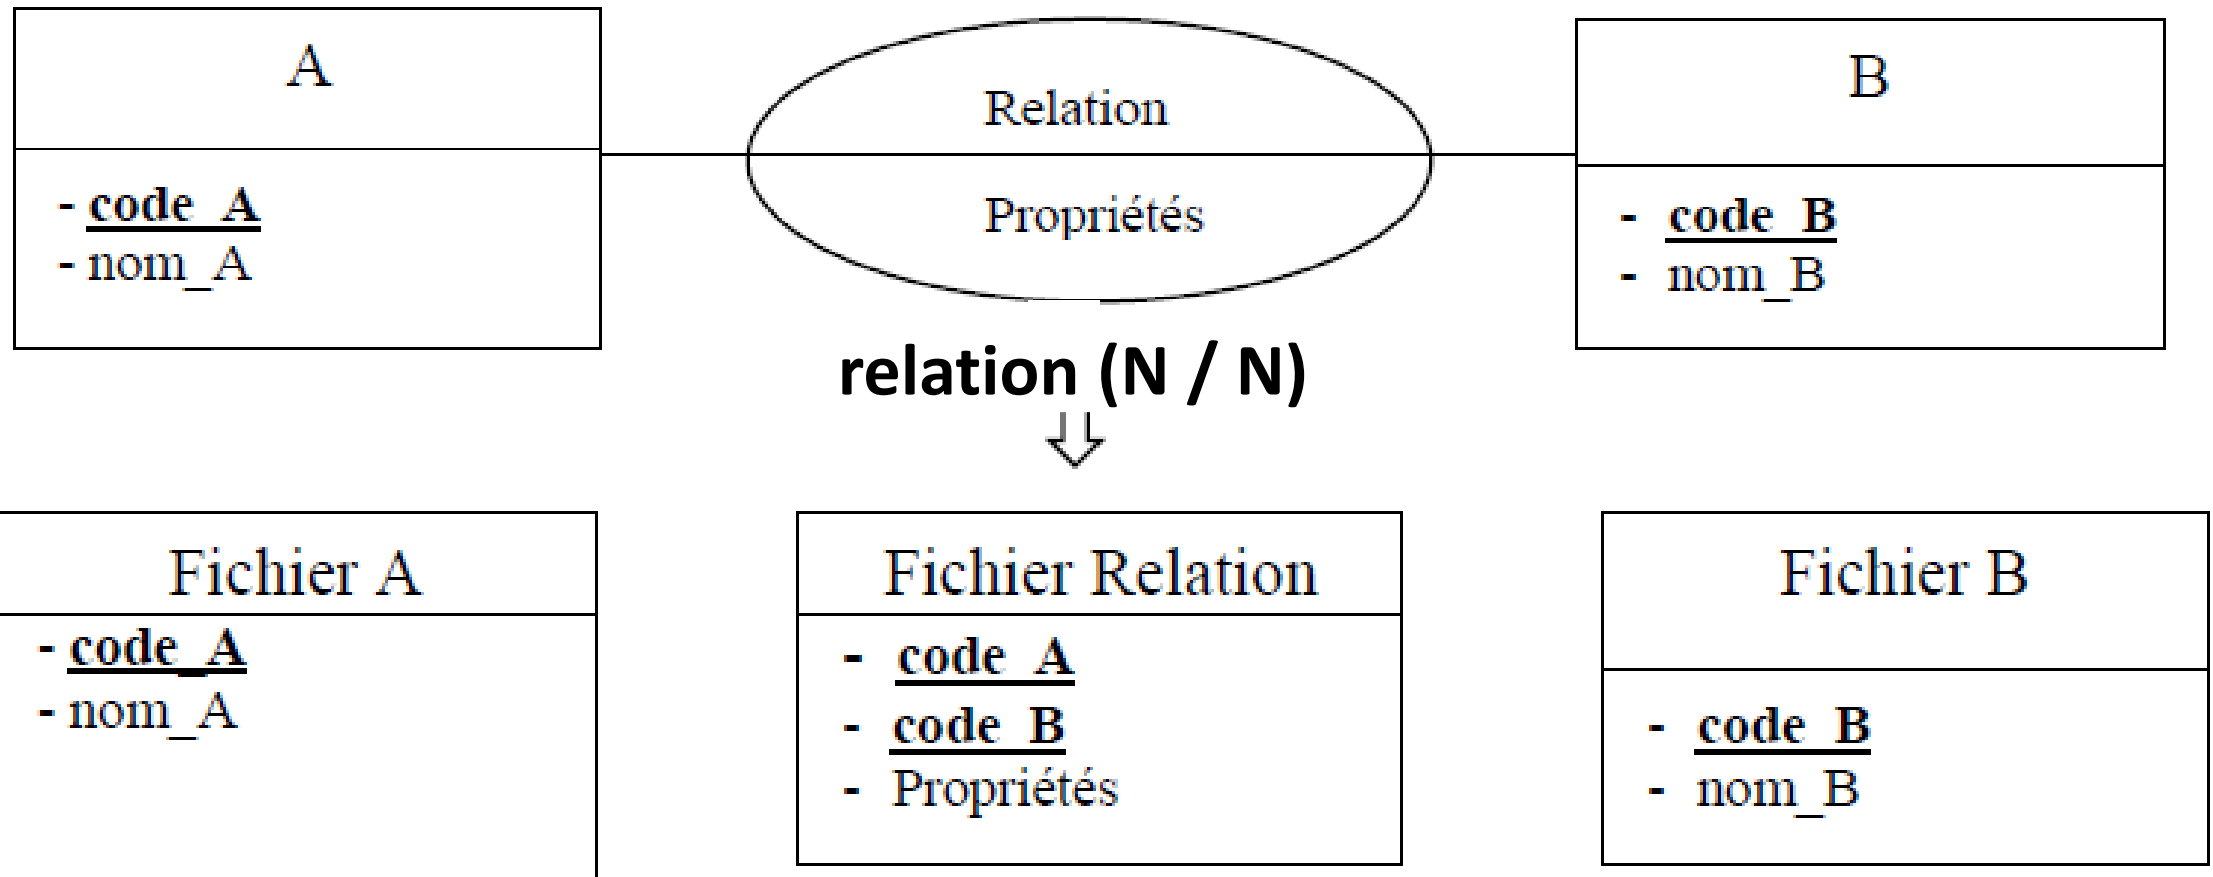 A
- code_A
- nom_A
Relation
Propriétés
B
- code_B
- nom_B
relation (N / N)
Fichier A
- code_A
- nom_A
Fichier Relation
- code_A
- code_B
- Propriétés
Fichier B
- code_B
- nom_B